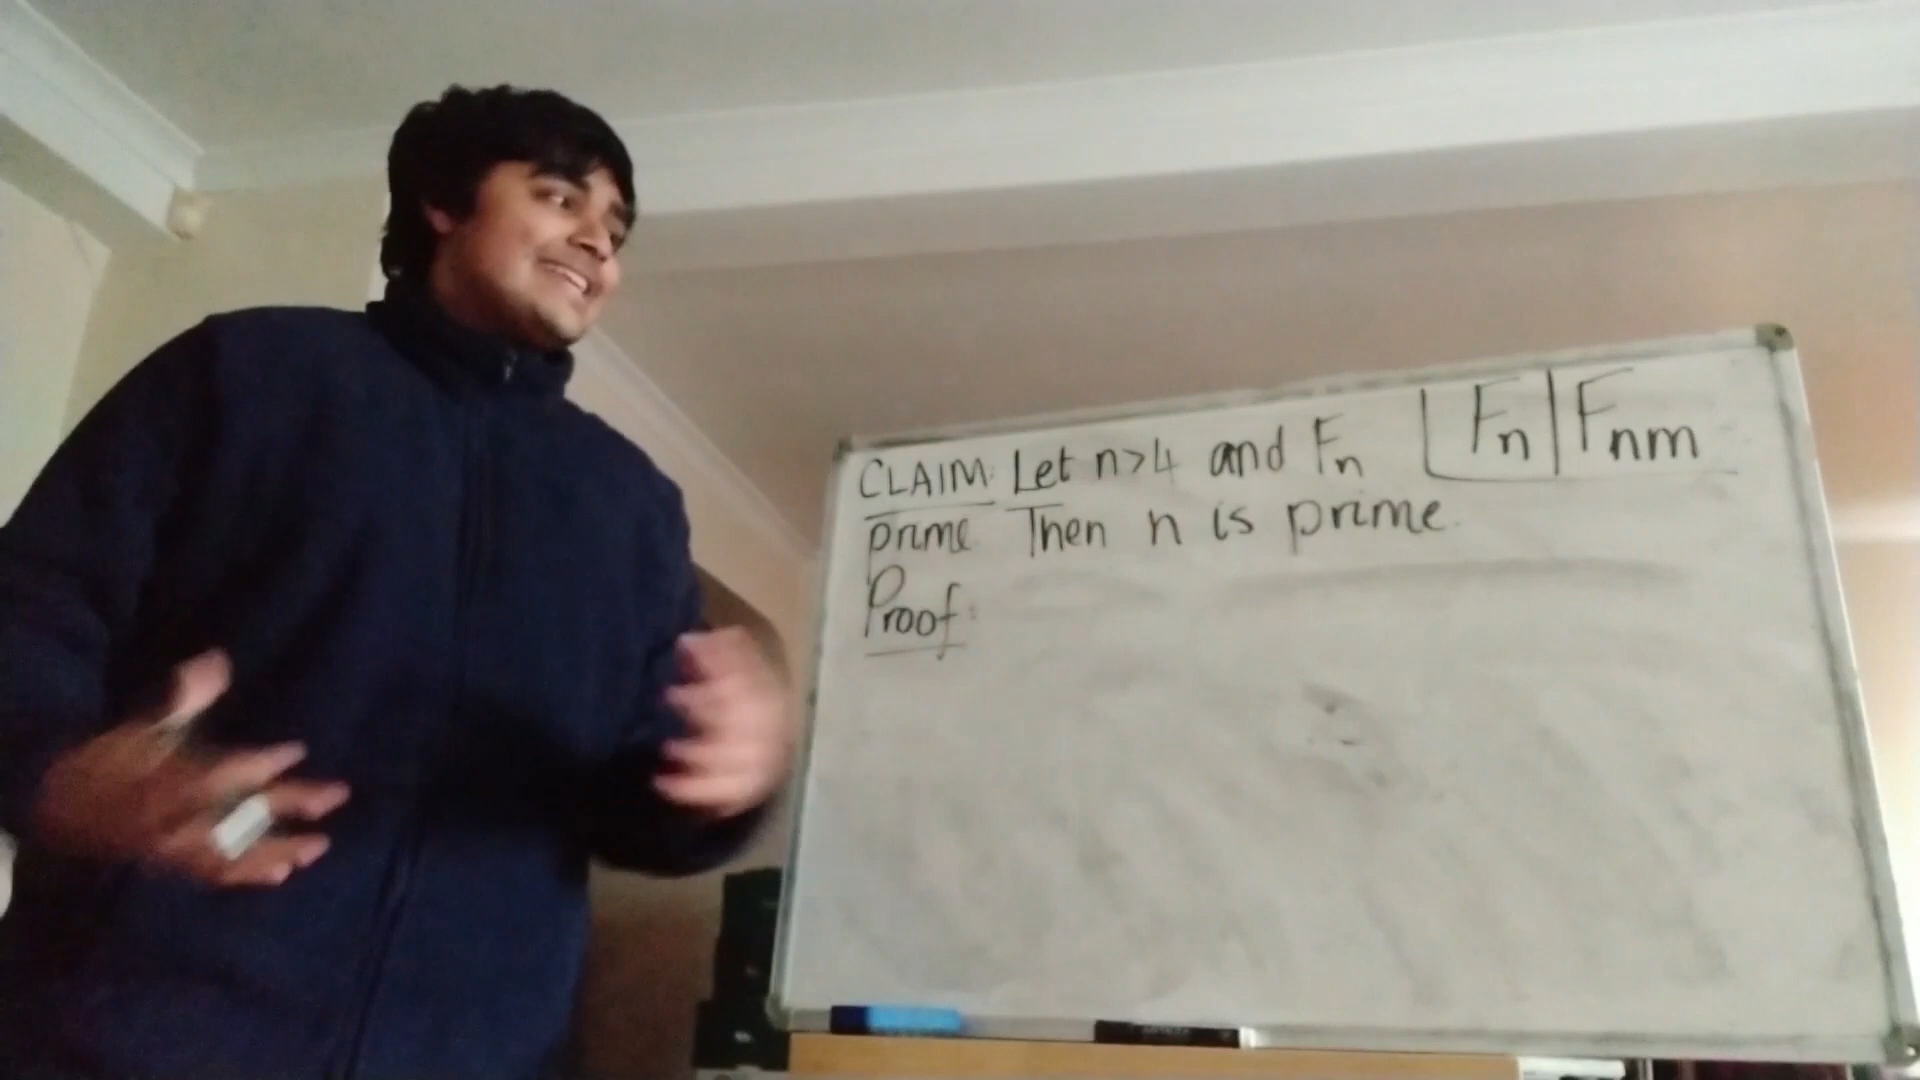 CLAIM: Let n>4 and Fn
prime. Then n is prime.
Proof:
Fn|Fnm